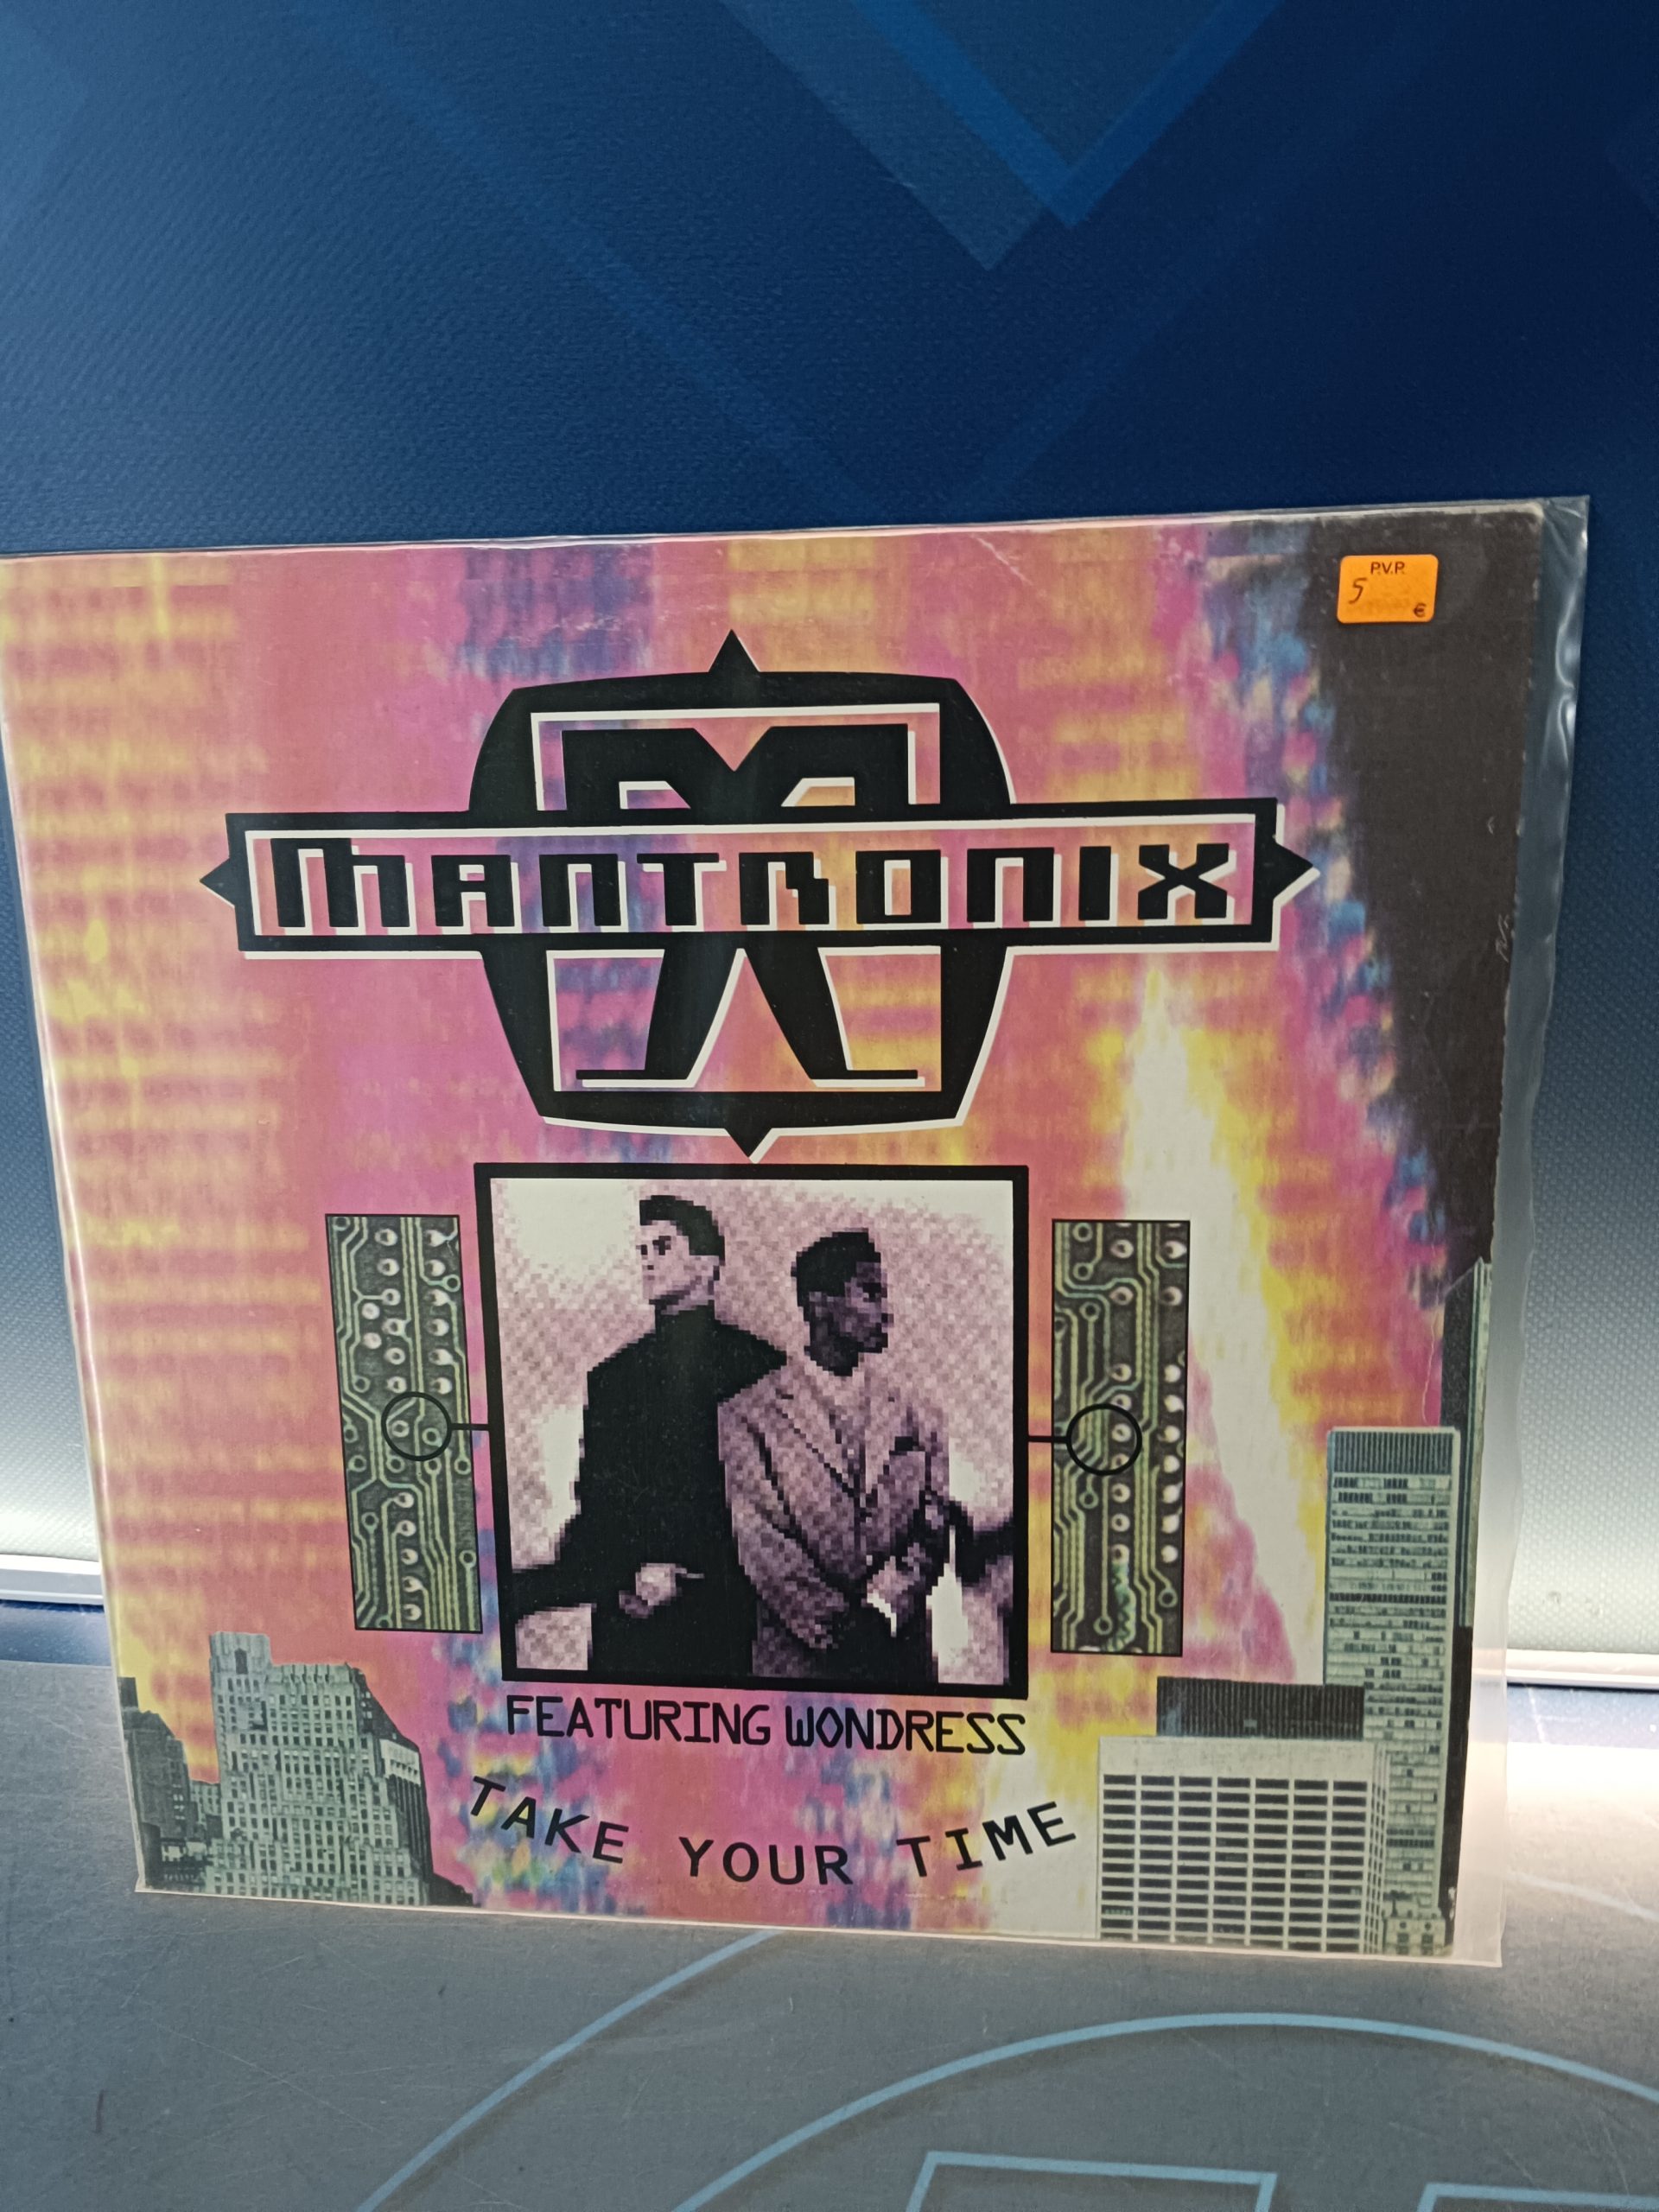 P.V.P.
5
€
MANTRONIX
FEATURING WONDRESS
TAKE YOUR TIME